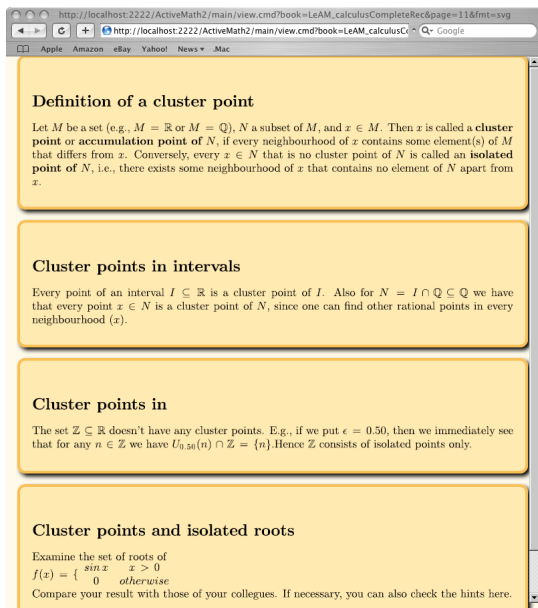 http://localhost:2222/ActiveMath2/main/view.cmd?book=LeAM_calculusCompleteRec&page=11&fmt=svg
http://localhost:2222/ActiveMath2/main/view.cmd?book=LeAM_calculusCo Google
Apple Amazon eBay Yahoo! News .Mac
Definition of a cluster point
Let M be a set (e.g., M = ℝ or M = ℚ), N a subset of M, and x ∈ M. Then x is called a cluster
point or accumulation point of N, if every neighbourhood of x contains some element(s) of M
that differs from x. Conversely, every x ∈ N that is no cluster point of N is called an isolated
point of N, i.e., there exists some neighbourhood of x that contains no element of N apart from
x.
Cluster points in intervals
Every point of an interval I ⊆ ℝ is a cluster point of I. Also for N = I ∩ ℚ ⊆ ℚ we have
that every point x ∈ N is a cluster point of N, since one can find other rational points in every
neighbourhood (x).
Cluster points in
The set ℤ ⊆ ℝ doesn't have any cluster points. E.g., if we put ϵ = 0.50, then we immediately see
that for any n ∈ ℤ we have U₀.₅₀(n) ∩ ℤ = {n}.Hence ℤ consists of isolated points only.
Cluster points and isolated roots
Examine the set of roots of
f(x) = { sin x x > 0
0 otherwise
Compare your result with those of your collegues. If necessary, you can also check the hints here.